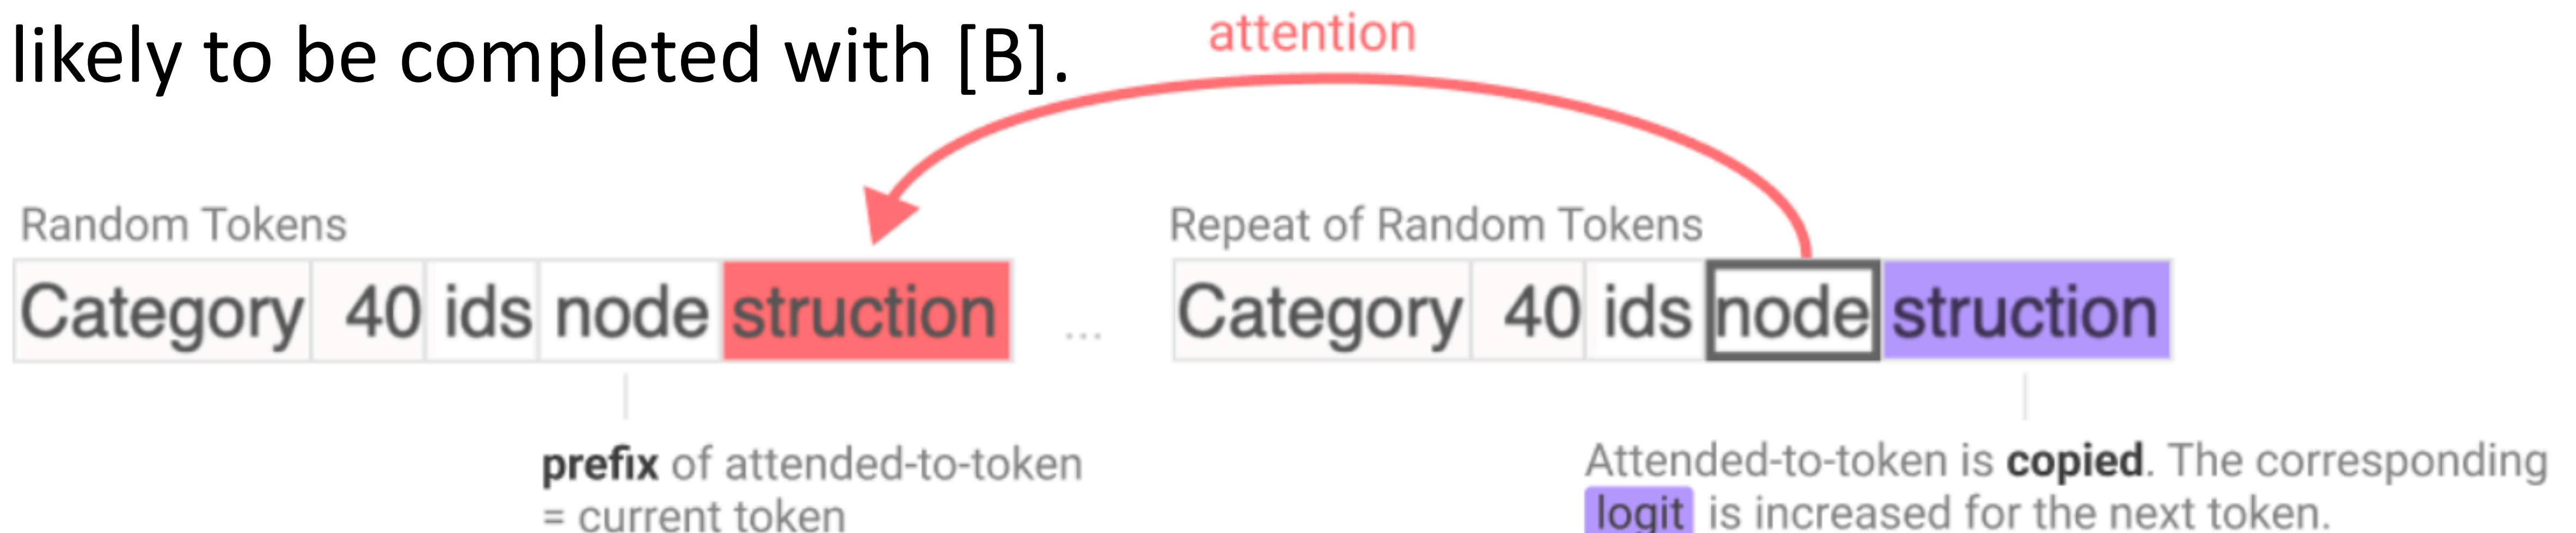 likely to be completed with [B].
attention
Random Tokens
Category 40 ids node struction
...
Repeat of Random Tokens
Category 40 ids node struction
prefix of attended-to-token
= current token
Attended-to-token is copied. The corresponding
logit is increased for the next token.